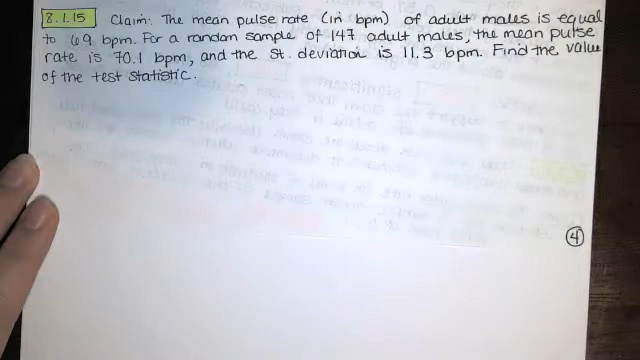 8.1.15 Claim: The mean pulse rate (in bpm) of adult males is equal
to 69 bpm. For a random sample of 147 adult males, the mean pulse
rate is 70.1 bpm, and the St. deviation is 11.3 bpm. Find the value
of the test statistic.
4